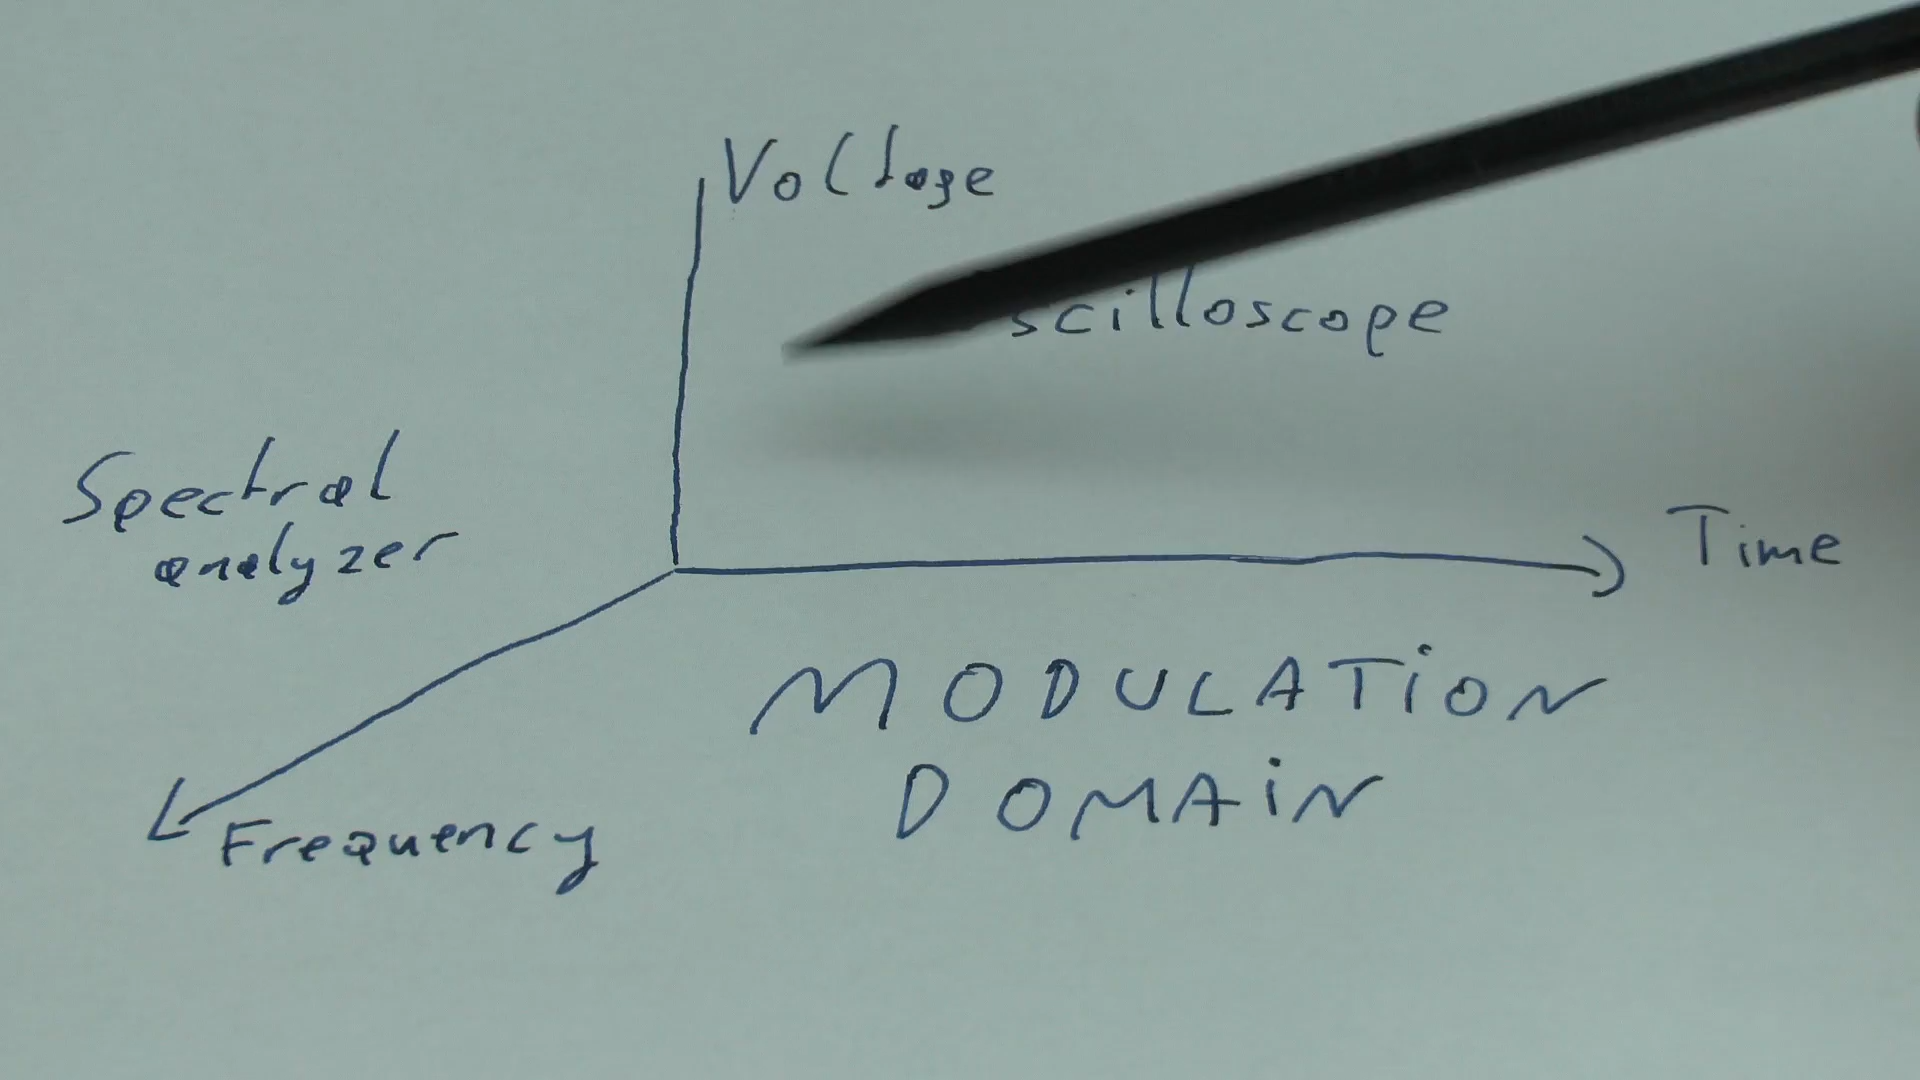 Voltage
scilloscope
Spectral
analyzer
Time
MODULATiON
DOMAiN
Frequency